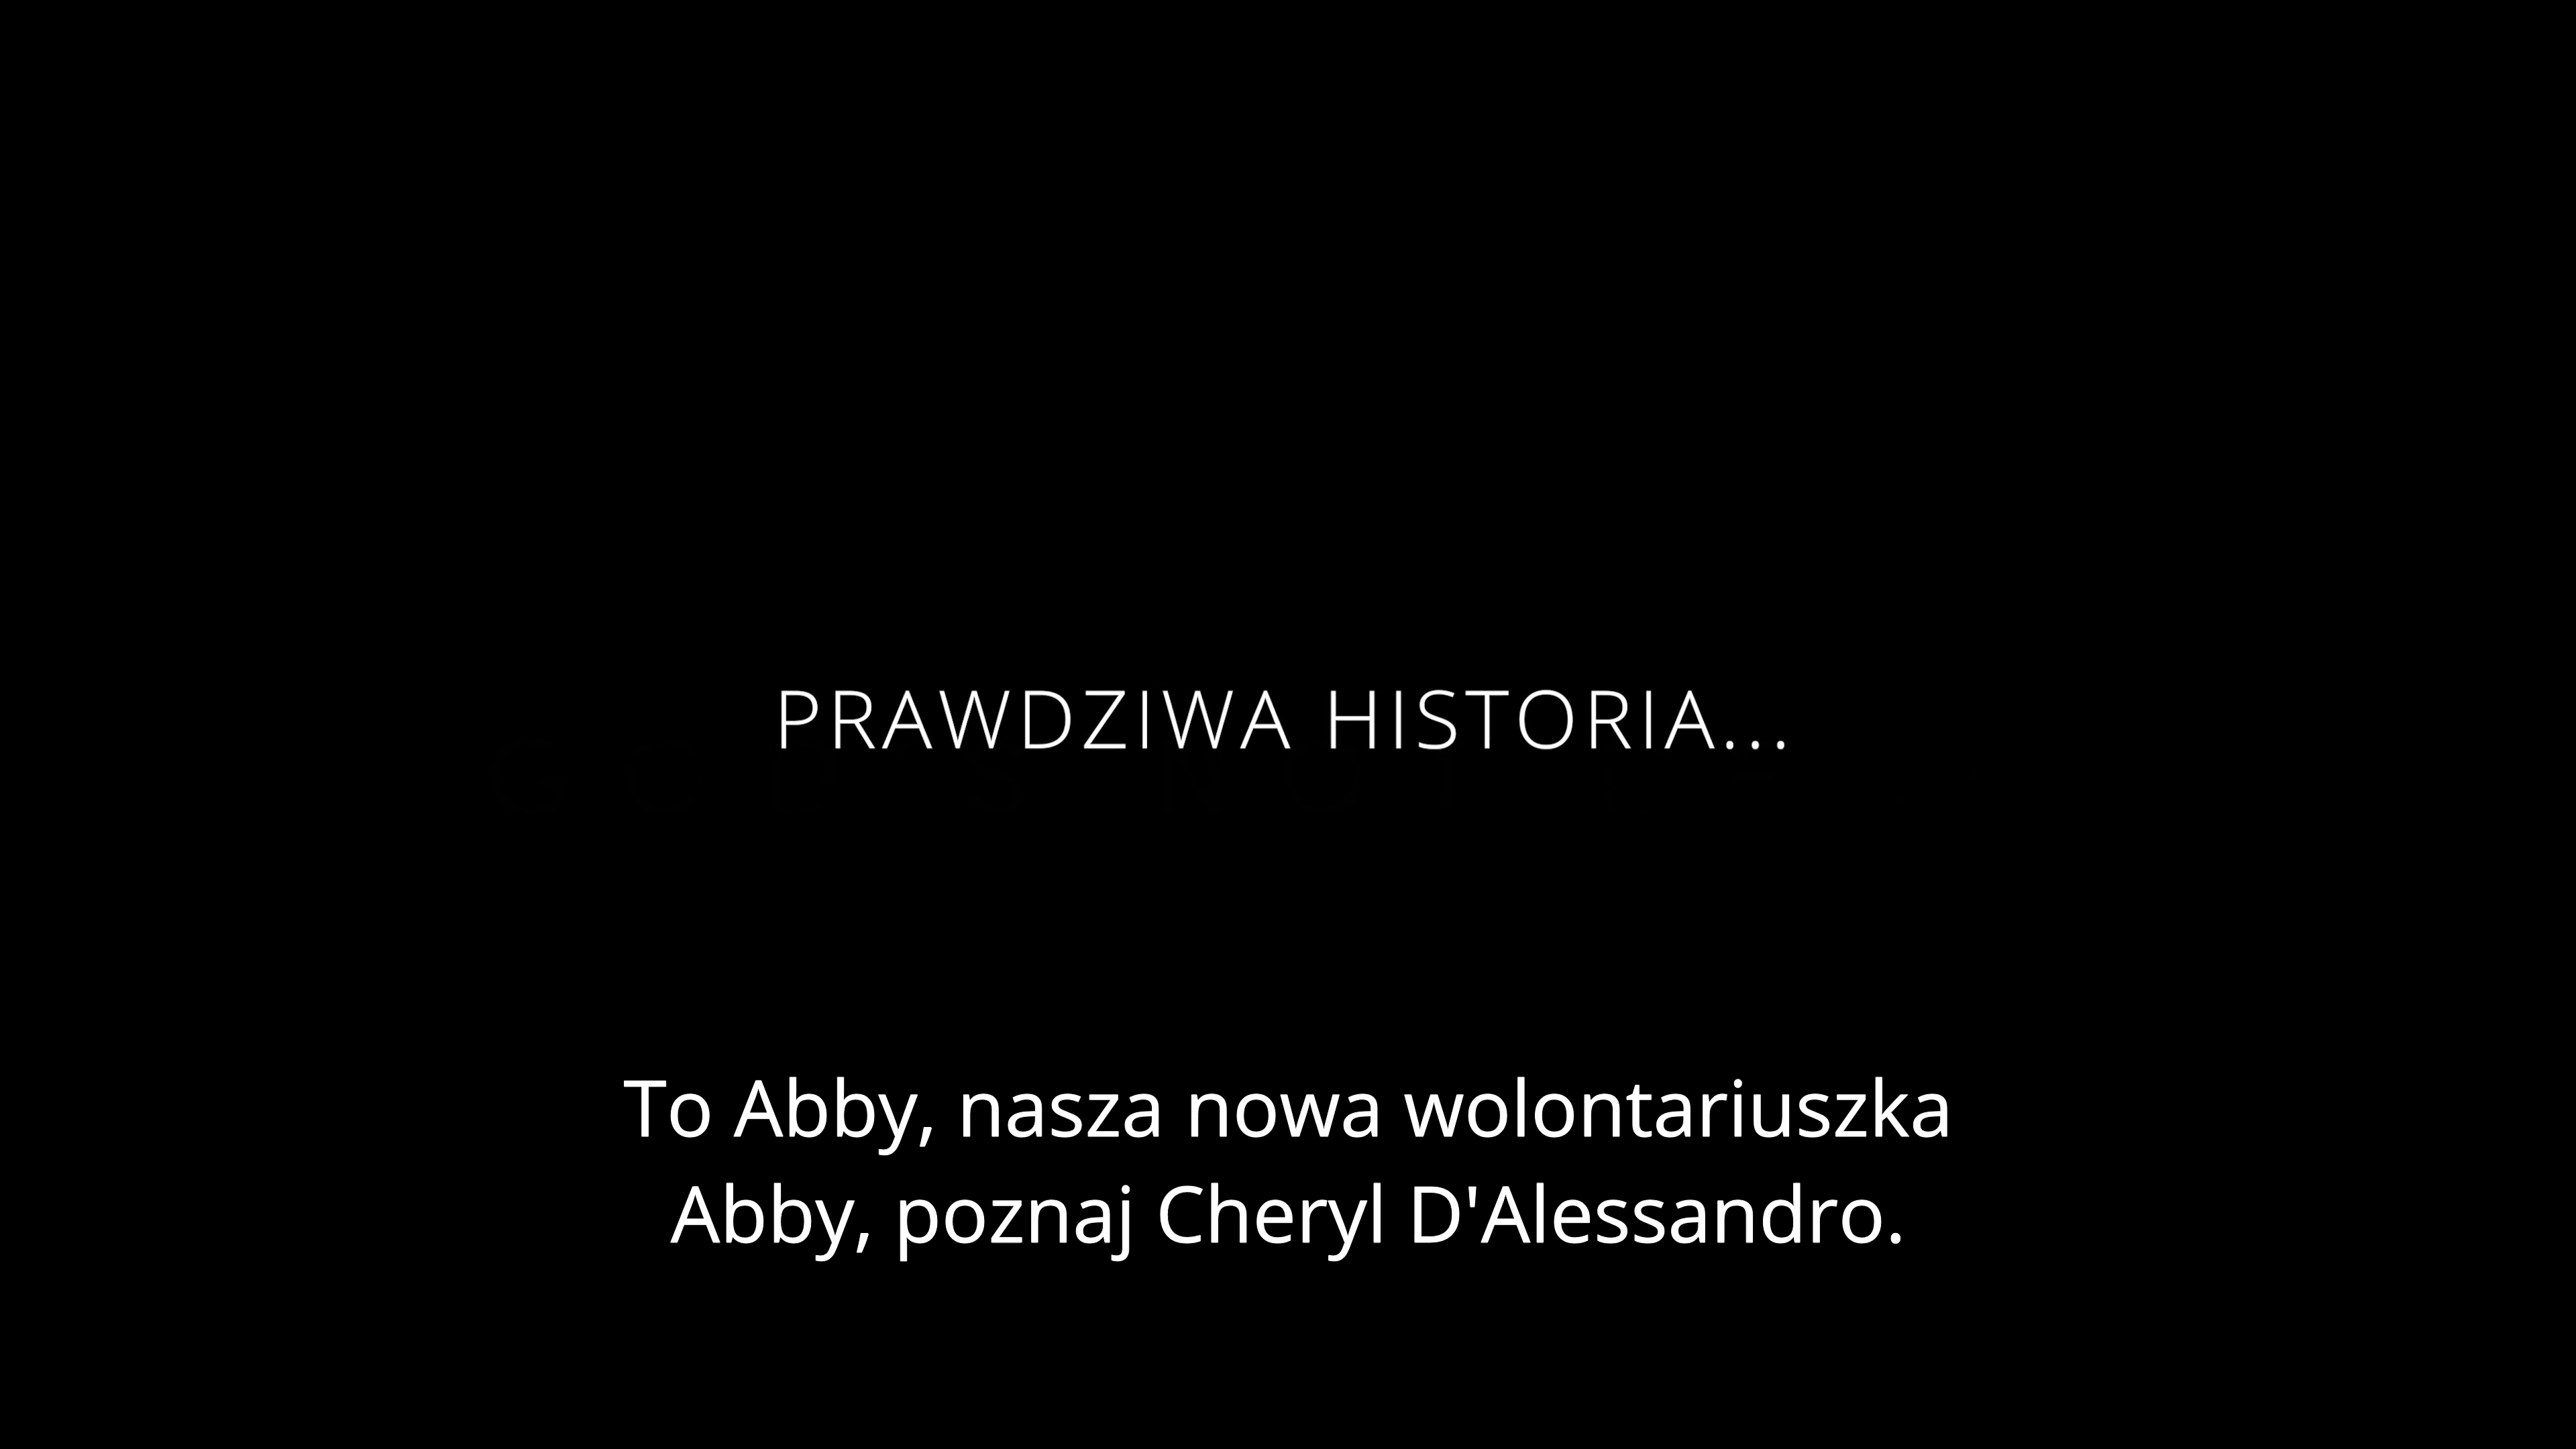 PRAWDZIWA HISTORIA...
To Abby, nasza nowa wolontariuszka
Abby, poznaj Cheryl D'Alessandro.